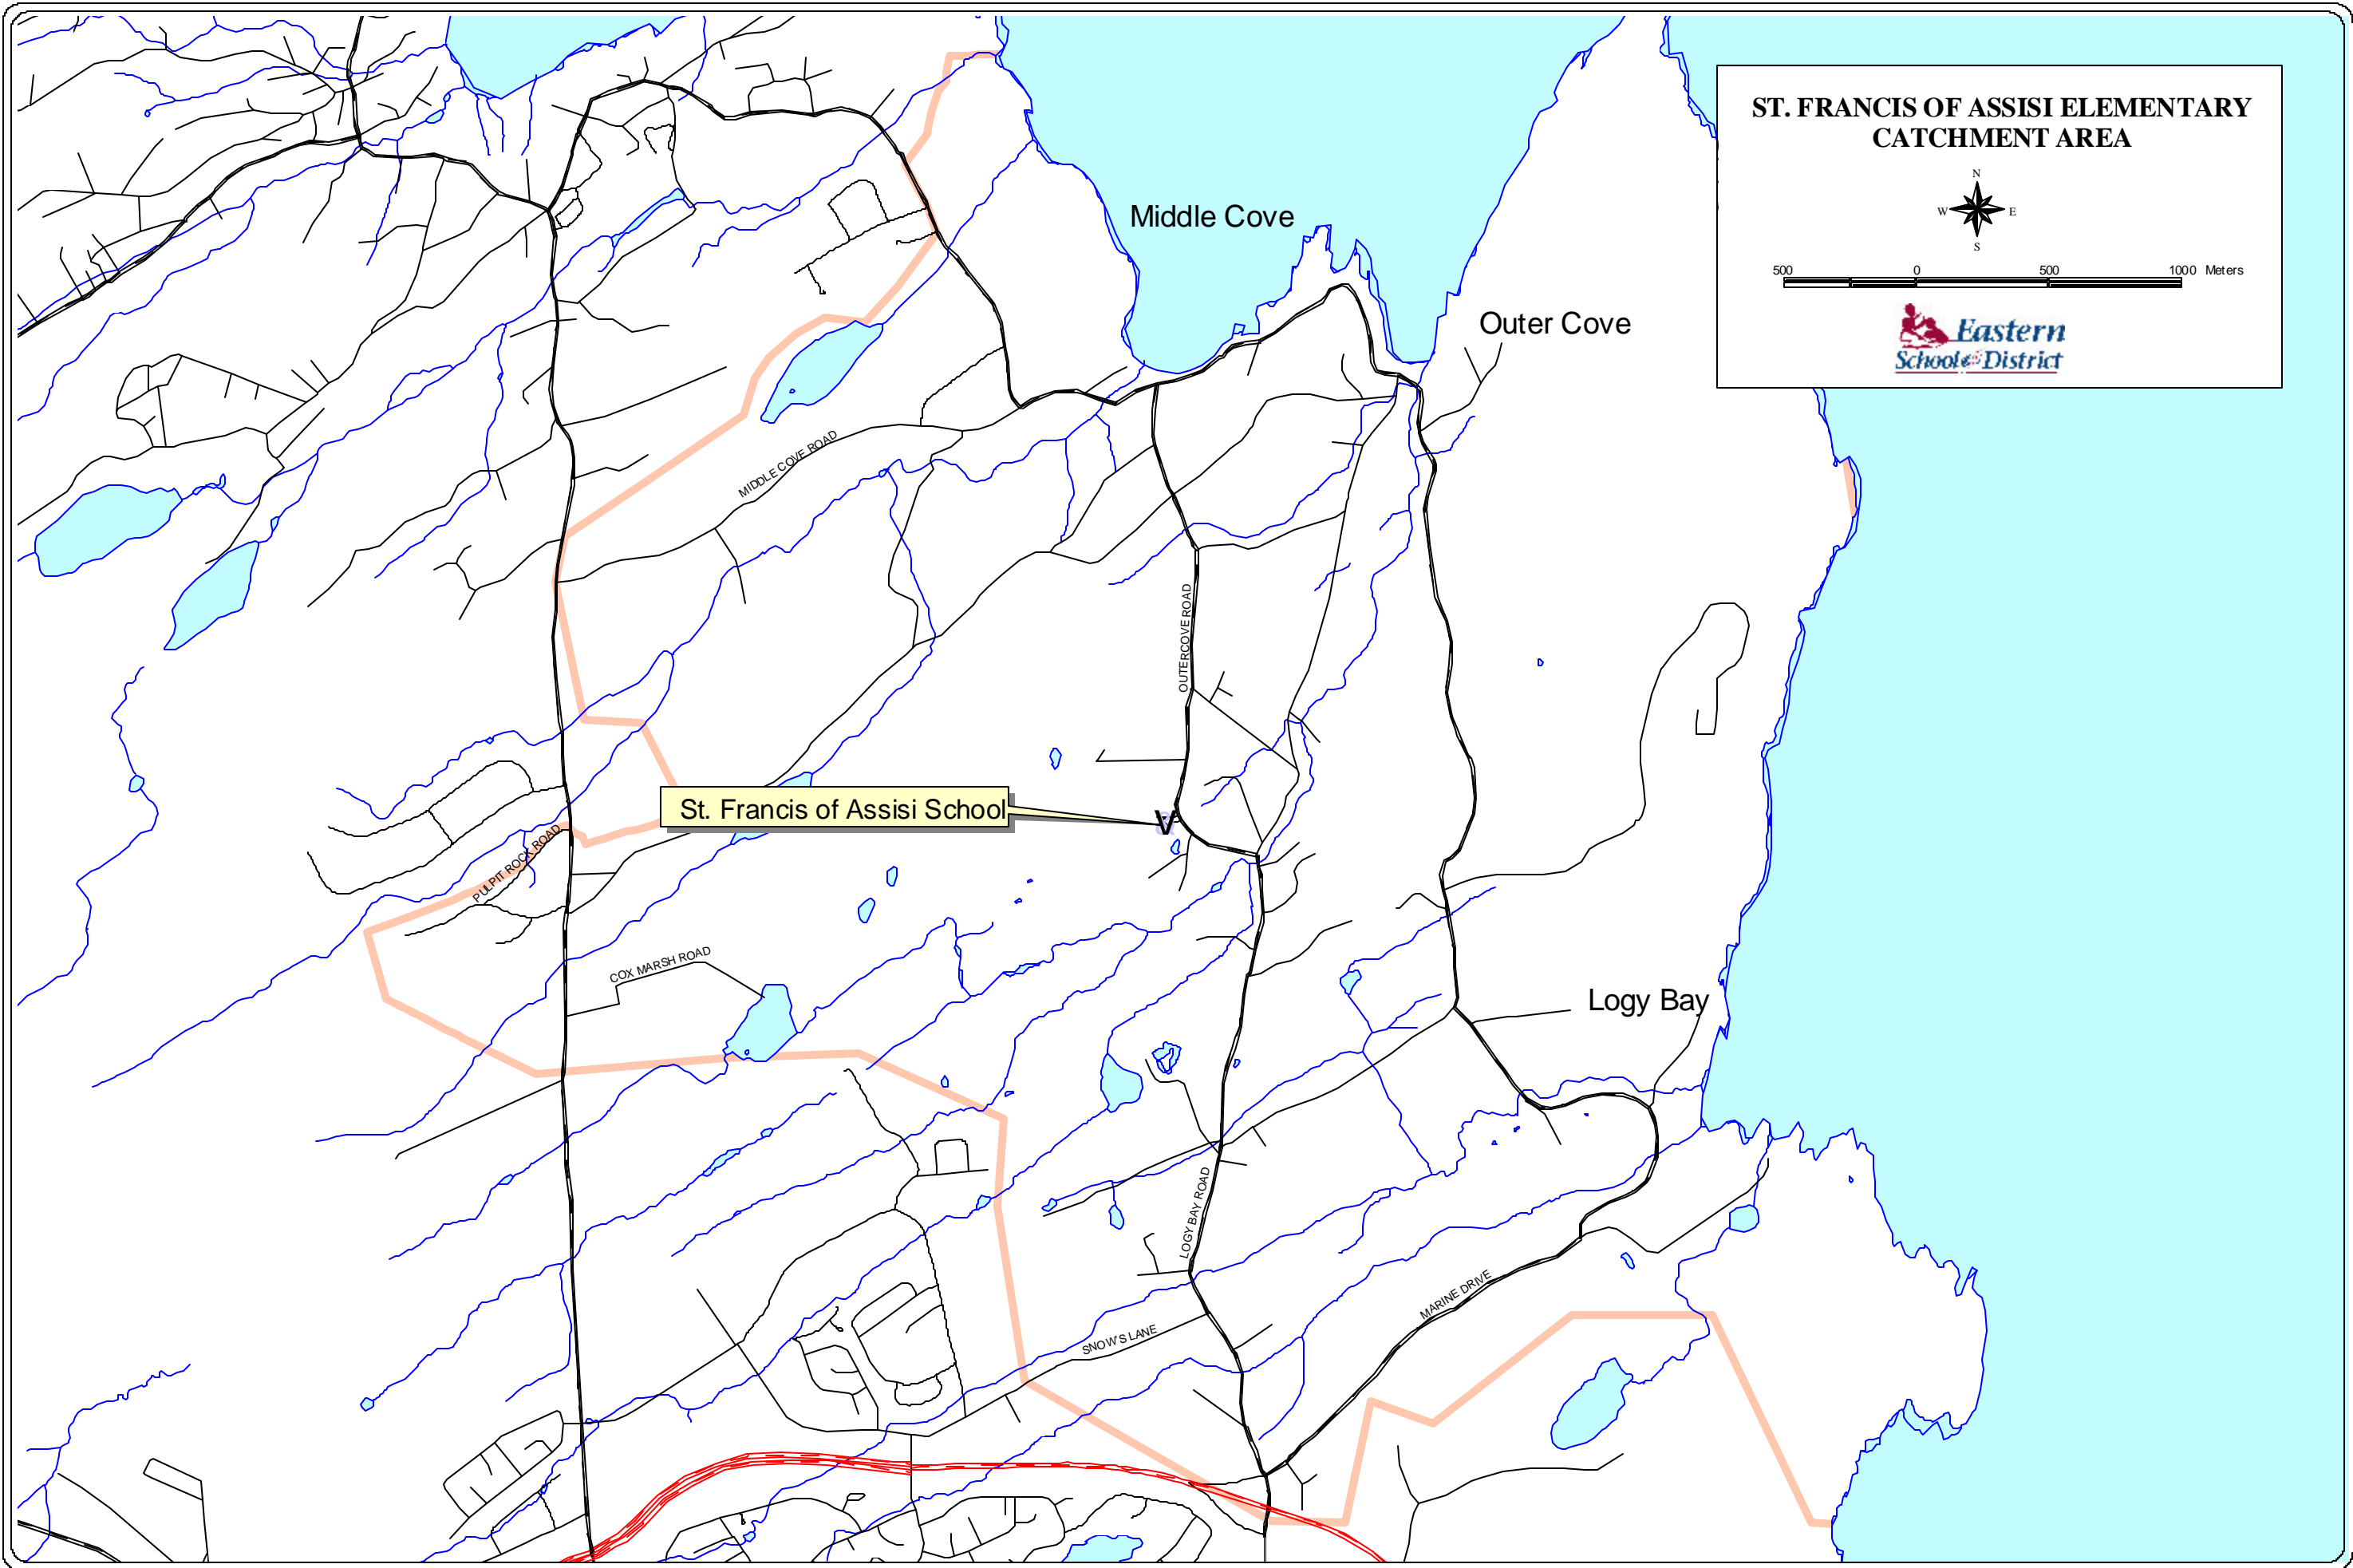 ST. FRANCIS OF ASSISI ELEMENTARY
CATCHMENT AREA
N
W E
S
500 0 500 1000 Meters
Eastern
School District
Middle Cove
Outer Cove
MIDDLE COVE ROAD
OUTERCOVE ROAD
St. Francis of Assisi School
PULPIT ROCK ROAD
COX MARSH ROAD
Logy Bay
LOGY BAY ROAD
MARINE DRIVE
SNOW'S LANE